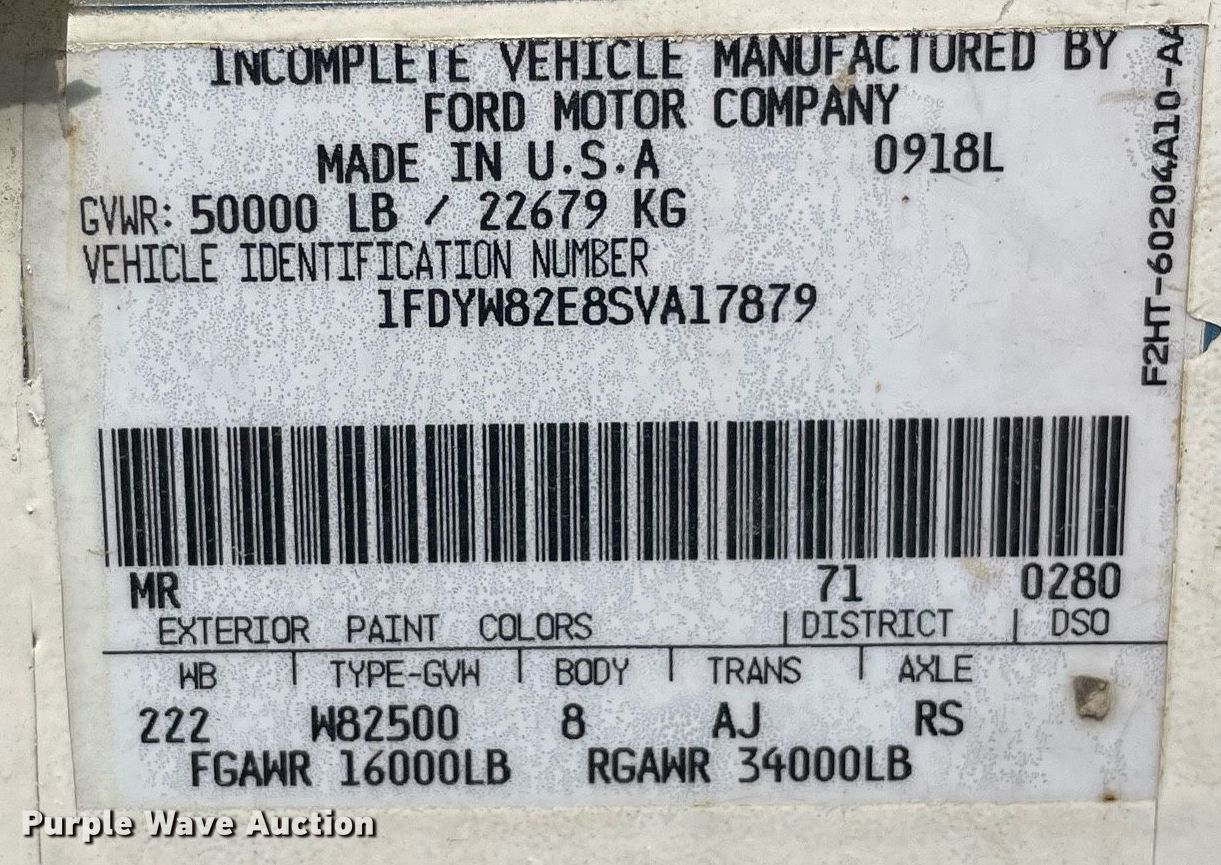 INCOMPLETE VEHICLE MANUFACTURED BY
FORD MOTOR COMPANY
MADE IN U.S.A 0918L
GVWR: 50000 LB / 22679 KG
VEHICLE IDENTIFICATION NUMBER
1FDYW82E8SVA17879
F2HT-60204A10-AA
MR 71 0280
EXTERIOR PAINT COLORS DISTRICT DSO
WB TYPE-GVW BODY TRANS AXLE
222 W82500 8 AJ RS
FGAWR 16000LB RGAWR 34000LB
Purple Wave Auction